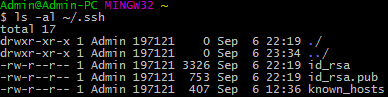 Admin@Admin-PC MINGW32 ~
$ ls -al ~/.ssh
total 17
drwxr-xr-x 1 Admin 197121    0 Sep  6 22:19 ./
drwxr-xr-x 1 Admin 197121    0 Sep  6 23:34 ../
-rw-r--r-- 1 Admin 197121 3326 Sep  6 22:19 id_rsa
-rw-r--r-- 1 Admin 197121  753 Sep  6 22:19 id_rsa.pub
-rw-r--r-- 1 Admin 197121  407 Sep  6 22:19 known_hosts